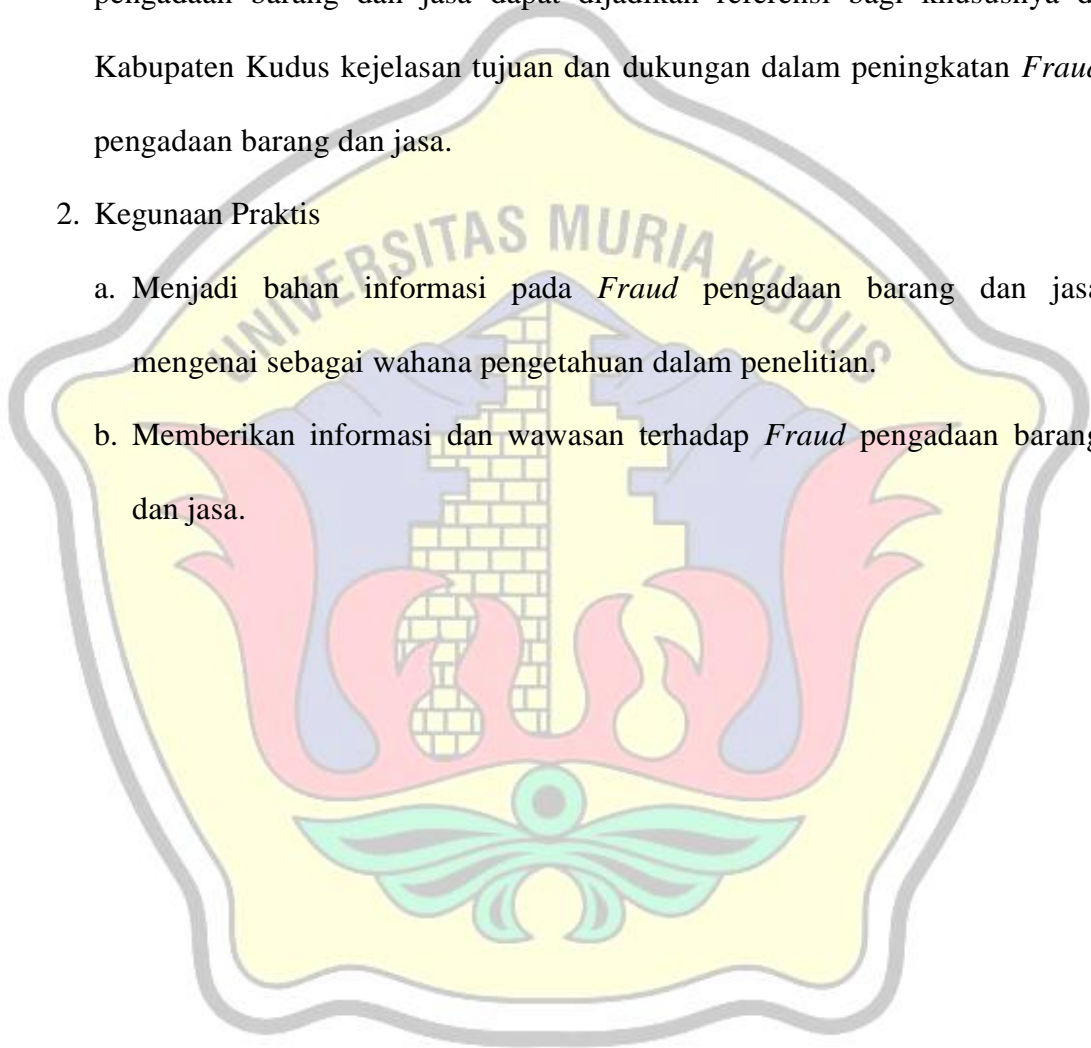 pengadaan barang dan jasa dapat dijadikan referensi bagi khususnya
Kabupaten Kudus kejelasan tujuan dan dukungan dalam peningkatan Fraud
pengadaan barang dan jasa.
2. Kegunaan Praktis
UNIVERSITAS MURIA KUDUS
a. Menjadi bahan informasi pada Fraud pengadaan barang dan jasa
mengenai sebagai wahana pengetahuan dalam penelitian.
b. Memberikan informasi dan wawasan terhadap Fraud pengadaan barang
dan jasa.